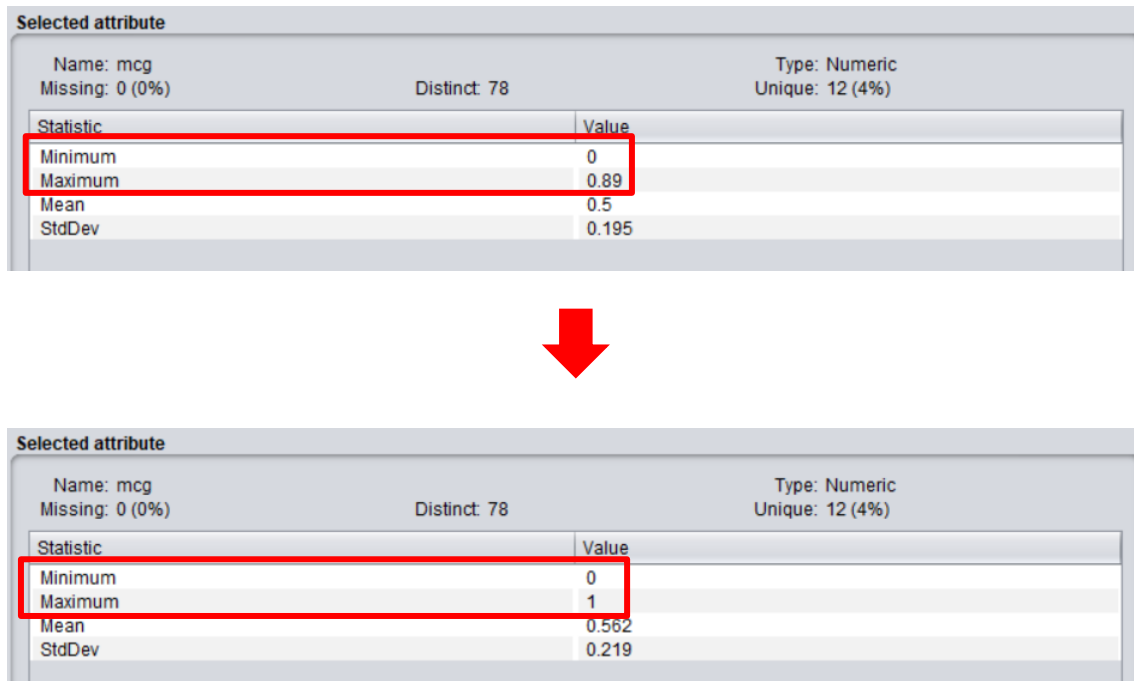 Selected attribute
Name: mcg Type: Numeric
Missing: 0 (0%) Distinct: 78 Unique: 12 (4%)
Statistic Value
Minimum 0
Maximum 0.89
Mean 0.5
StdDev 0.195
Selected attribute
Name: mcg Type: Numeric
Missing: 0 (0%) Distinct: 78 Unique: 12 (4%)
Statistic Value
Minimum 0
Maximum 1
Mean 0.562
StdDev 0.219